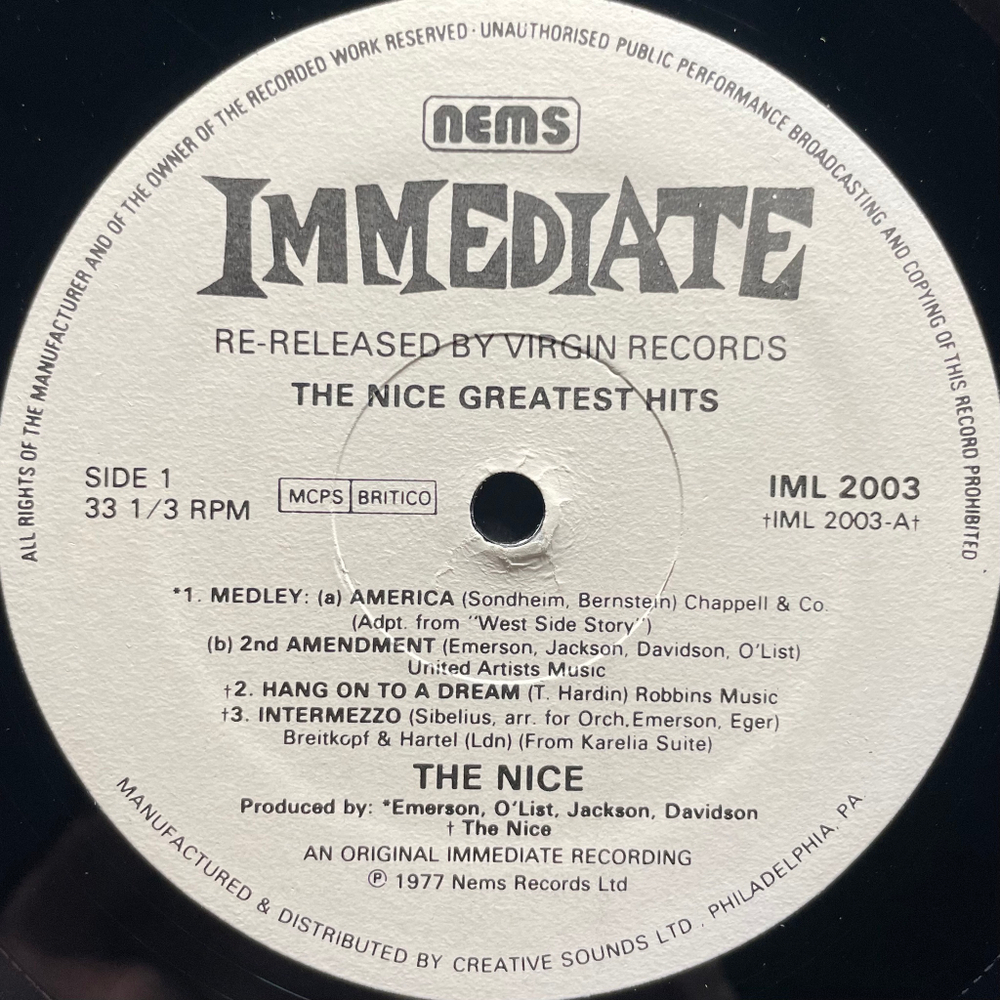 ALL RIGHTS OF THE MANUFACTURER AND OF THE OWNER OF THE RECORDED WORK RESERVED · UNAUTHORISED PUBLIC PERFORMANCE BROADCASTING AND COPYING OF THIS RECORD PROHIBITED
nems
IMMEDIATE
RE-RELEASED BY VIRGIN RECORDS
THE NICE GREATEST HITS
SIDE 1
33 1/3 RPM
MCPS BRITICO
IML 2003
†IML 2003-A†
*1. MEDLEY: (a) AMERICA (Sondheim, Bernstein) Chappell & Co.
(Adpt. from "West Side Story")
(b) 2nd AMENDMENT (Emerson, Jackson, Davidson, O'List)
United Artists Music
†2. HANG ON TO A DREAM (T. Hardin) Robbins Music
†3. INTERMEZZO (Sibelius, arr. for Orch.Emerson, Eger)
Breitkopf & Hartel (Ldn) (From Karelia Suite)
THE NICE
Produced by: *Emerson, O'List, Jackson, Davidson
† The Nice
AN ORIGINAL IMMEDIATE RECORDING
℗ 1977 Nems Records Ltd
MANUFACTURED & DISTRIBUTED BY CREATIVE SOUNDS LTD . PHILADELPHIA. PA.